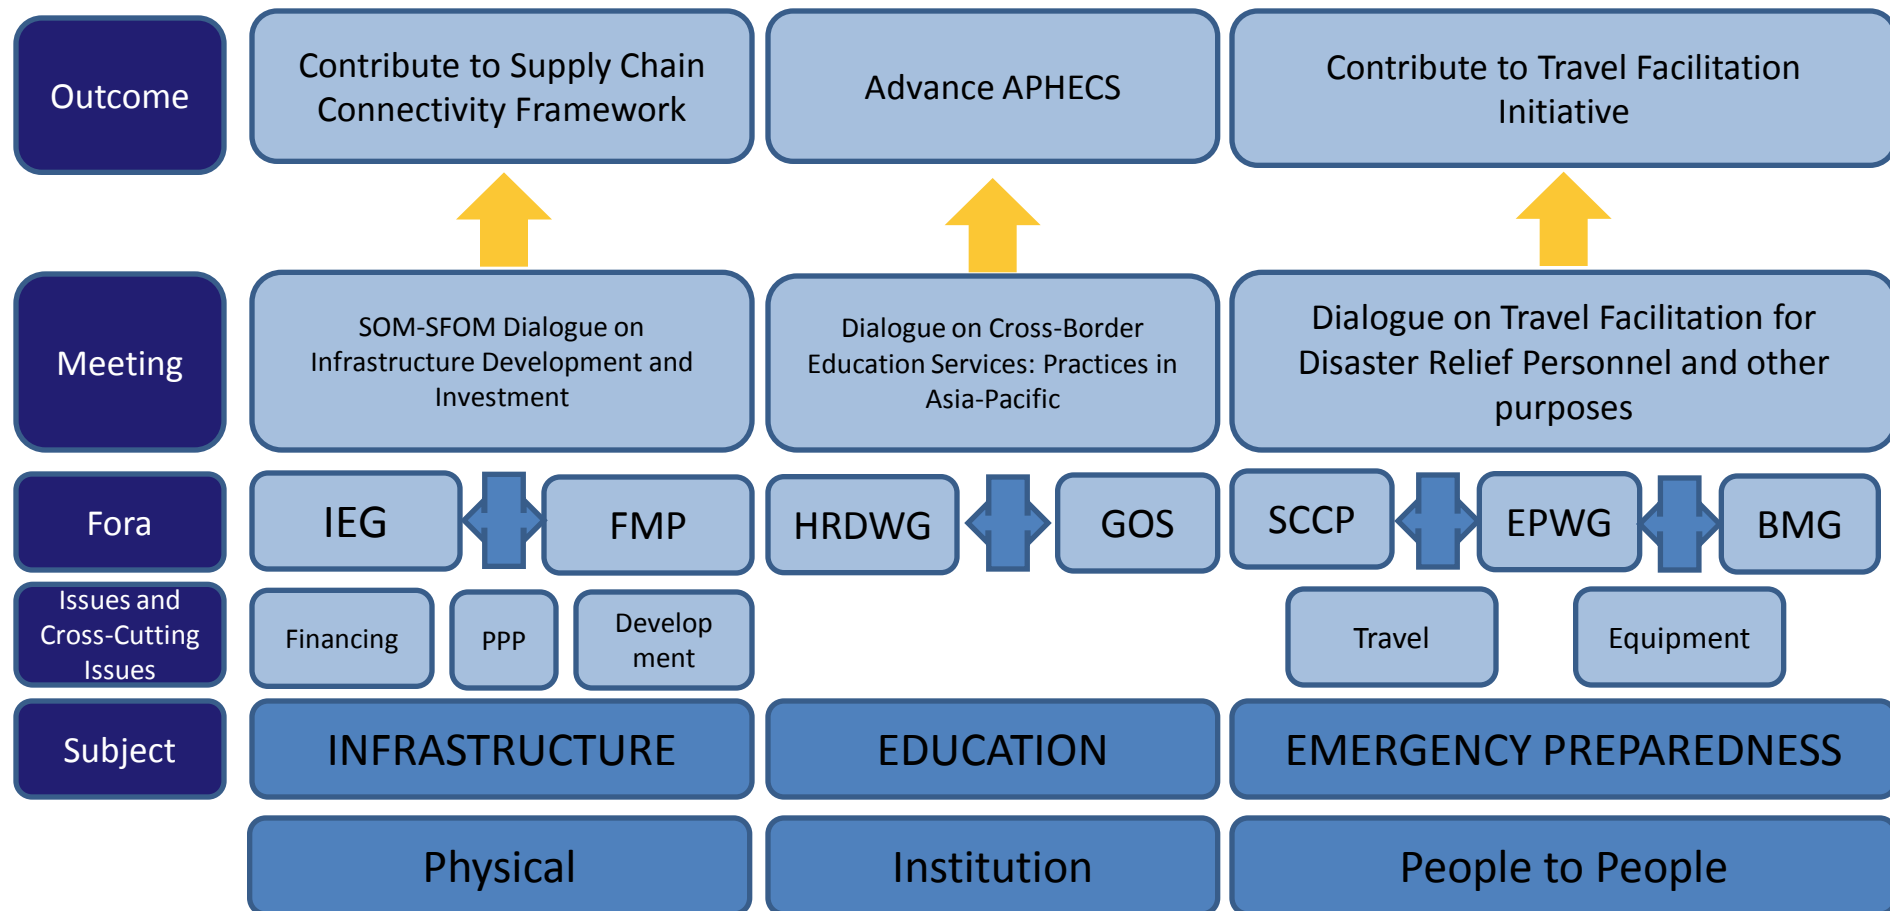 Outcome
Contribute to Supply Chain
Connectivity Framework
Advance APHECS
Contribute to Travel Facilitation
Initiative
Meeting
SOM-SFOM Dialogue on
Infrastructure Development and
Investment
Dialogue on Cross-Border
Education Services: Practices in
Asia-Pacific
Dialogue on Travel Facilitation for
Disaster Relief Personnel and other
purposes
Fora
IEG
FMP
HRDWG
GOS
SCCP
EPWG
BMG
Issues and
Cross-Cutting
Issues
Financing
PPP
Develop
ment
Travel
Equipment
Subject
INFRASTRUCTURE
EDUCATION
EMERGENCY PREPAREDNESS
Physical
Institution
People to People